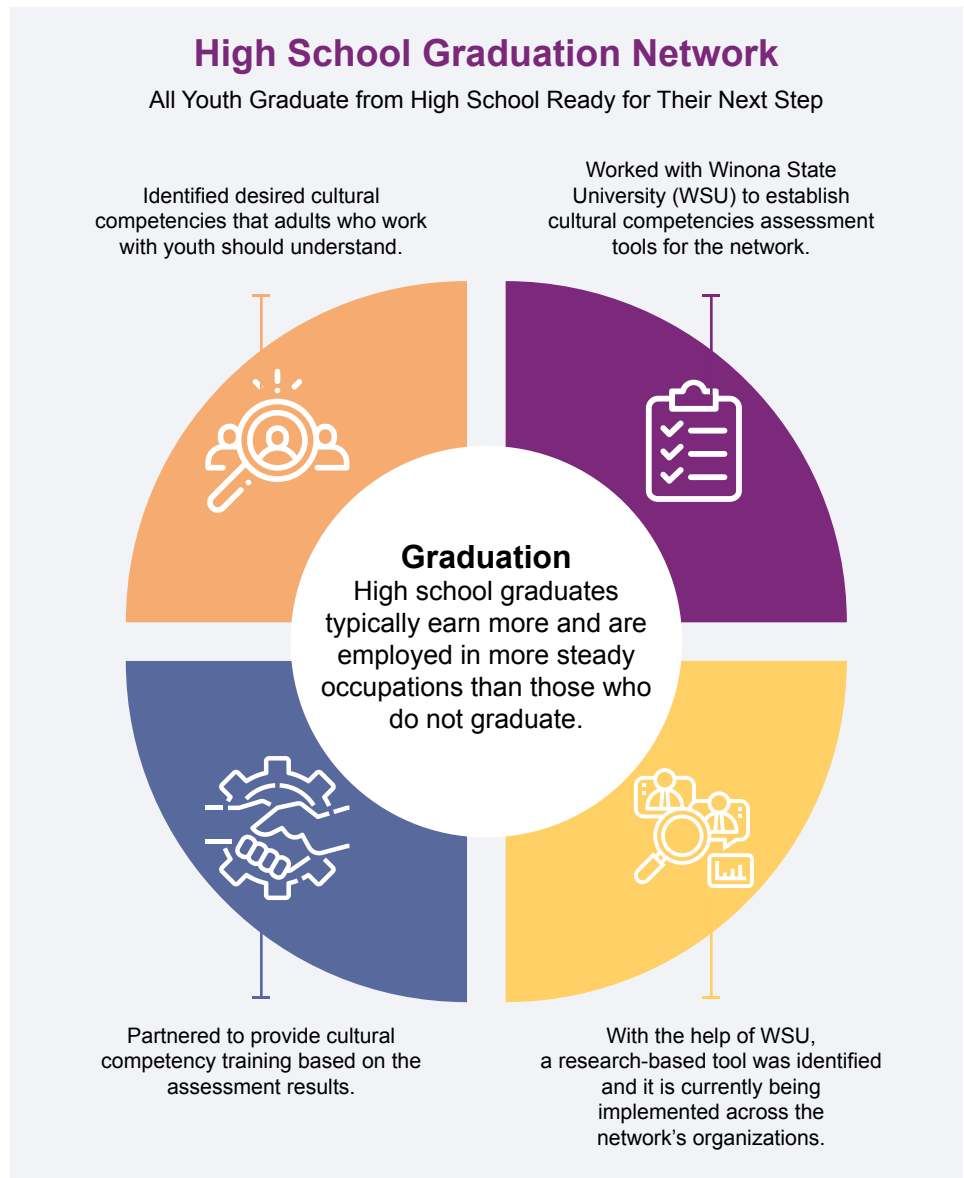 High School Graduation Network
All Youth Graduate from High School Ready for Their Next Step
Identified desired cultural
competencies that adults who work
with youth should understand.
Worked with Winona State
University (WSU) to establish
cultural competencies assessment
tools for the network.
Graduation
High school graduates
typically earn more and are
employed in more steady
occupations than those who
do not graduate.
Partnered to provide cultural
competency training based on the
assessment results.
With the help of WSU,
a research-based tool was identified
and it is currently being
implemented across the
network’s organizations.